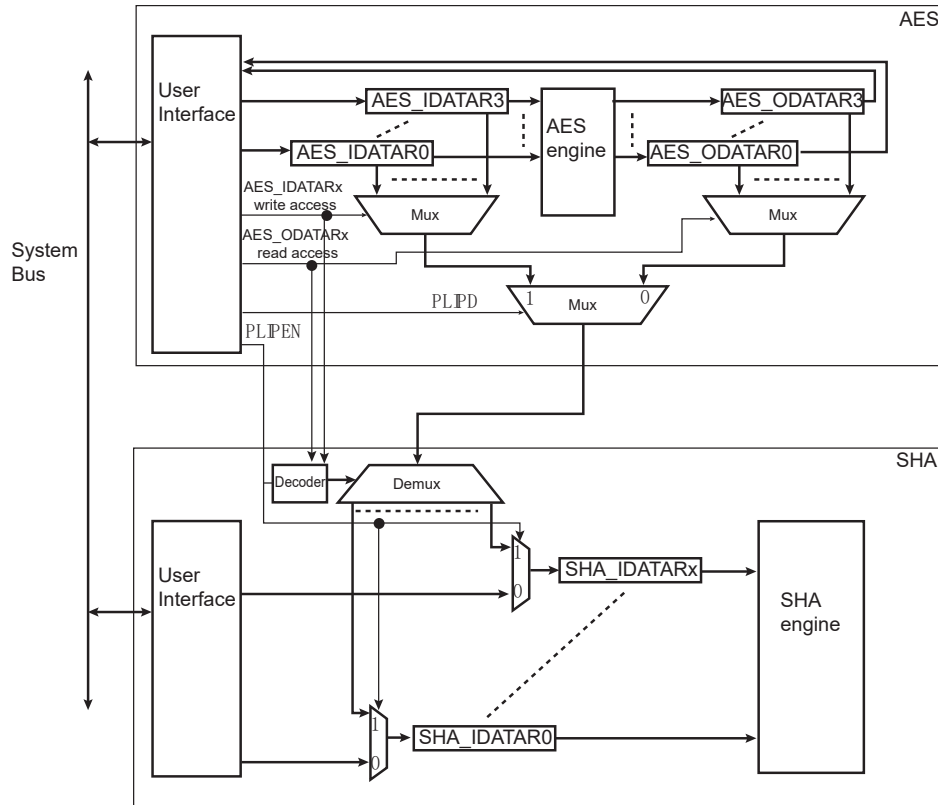 AES
User
Interface
AES_IDATAR3
AES_ODATAR3
AES
engine
AES_IDATAR0
AES_ODATAR0
AES_IDATARx
write access
Mux
Mux
AES_ODATARx
read access
System
Bus
1
Mux
0
PLIPD
PLIPEN
SHA
Decoder
Demux
1
SHA_IDATARx
User
Interface
0
SHA
engine
1
SHA_IDATAR0
0